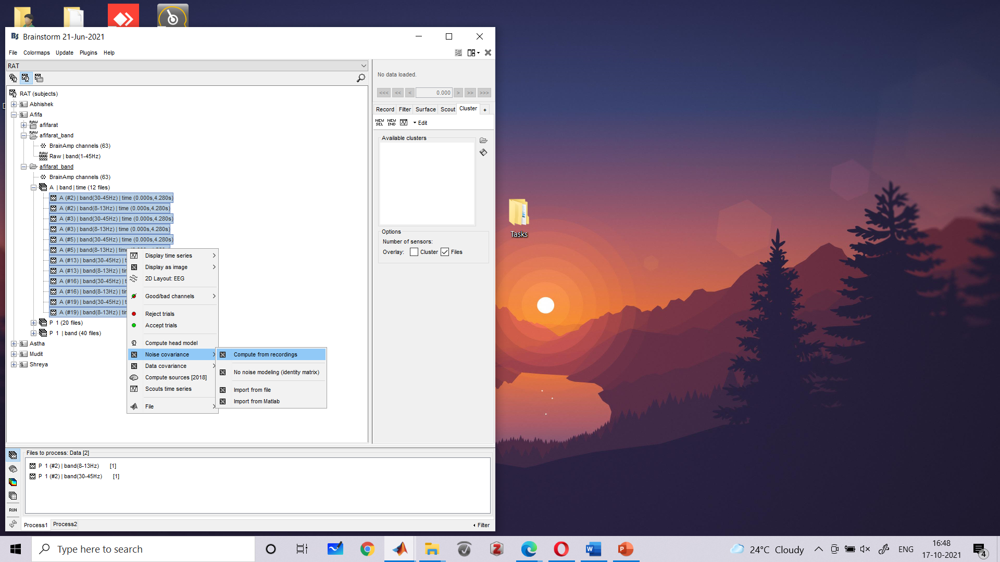 Brainstorm 21-Jun-2021
File Colormaps Update Plugins Help
RAT
No data loaded.
<<< << < 0.000 > >> >>>
Record Filter Surface Scout Cluster +
NEW SEL NEW IND Edit
Available clusters
Options
Number of sensors:
Overlay: Cluster Files
RAT (subjects)
Abhishek
Afifa
RAW afifarat
RAW afifarat_band
BrainAmp channels (63)
RAW Raw | band(1-45Hz)
afifarat_band
BrainAmp channels (63)
A | band | time (12 files)
A (#2) | band(30-45Hz) | time (0.000s,4.280s)
A (#2) | band(8-13Hz) | time (0.000s,4.280s)
A (#3) | band(30-45Hz) | time (0.000s,4.280s)
A (#3) | band(8-13Hz) | time (0.000s,4.280s)
A (#5) | band(30-45Hz) | time (0.000s,4.280s)
A (#5) | band(8-13Hz) | time
A (#13) | band(30-45Hz) | t
A (#13) | band(8-13Hz) | tim
A (#16) | band(30-45Hz) | t
A (#16) | band(8-13Hz) | tim
A (#19) | band(30-45Hz) | t
A (#19) | band(8-13Hz) | tim
P 1 (20 files)
P 1 | band (40 files)
Astha
Mudit
Shreya
Display time series
Display as image
2D Layout: EEG
Good/bad channels
Reject trials
Accept trials
Compute head model
Noise covariance
Data covariance
Compute sources [2018]
Scouts time series
File
Compute from recordings
No noise modeling (identity matrix)
Import from file
Import from Matlab
Files to process: Data [2]
P 1 (#2) | band(8-13Hz) [1]
P 1 (#2) | band(30-45Hz) [1]
RUN
Process1 Process2
Filter
Tasks
Type here to search
24°C Cloudy
ENG
16:48
17-10-2021
4